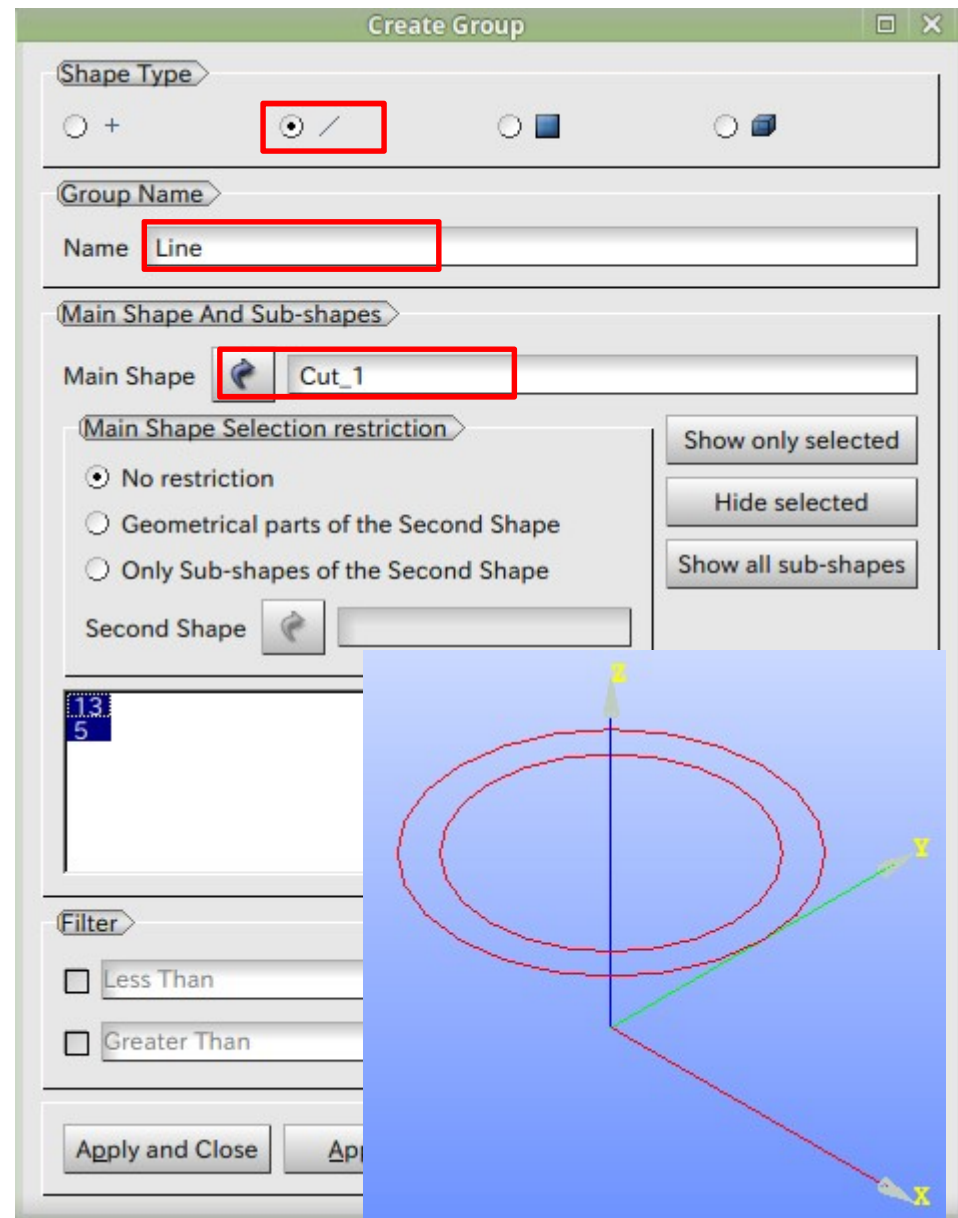 Create Group
Shape Type
Group Name
Name Line
Main Shape And Sub-shapes
Main Shape Cut_1
Main Shape Selection restriction
Show only selected
No restriction
Hide selected
Geometrical parts of the Second Shape
Only Sub-shapes of the Second Shape
Show all sub-shapes
Second Shape
13
5
Z
Y
X
Filter
Less Than
Greater Than
Apply and Close
Ap